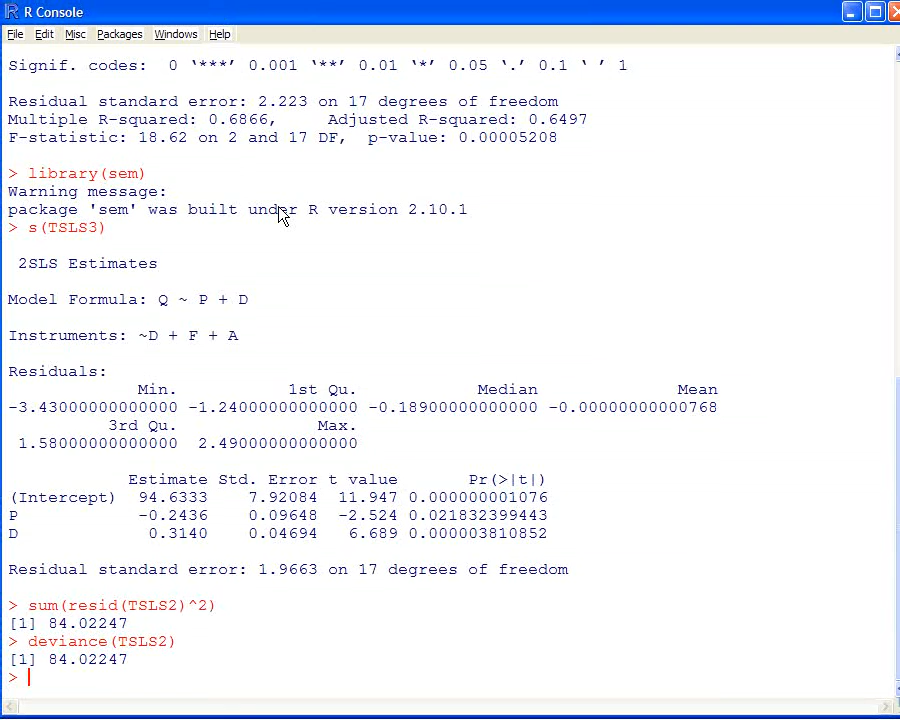 R Console
File Edit Misc Packages Windows Help
Signif. codes:  0 ‘***’ 0.001 ‘**’ 0.01 ‘*’ 0.05 ‘.’ 0.1 ‘ ’ 1
Residual standard error: 2.223 on 17 degrees of freedom
Multiple R-squared: 0.6866,     Adjusted R-squared: 0.6497
F-statistic: 18.62 on 2 and 17 DF,  p-value: 0.00005208
> library(sem)
Warning message:
package 'sem' was built under R version 2.10.1
> s(TSLS3)
2SLS Estimates
Model Formula: Q ~ P + D
Instruments: ~D + F + A
Residuals:
Min. 1st Qu. Median Mean
-3.43000000000000 -1.24000000000000 -0.18900000000000 -0.00000000000768
3rd Qu. Max.
1.58000000000000 2.49000000000000
Estimate Std. Error t value Pr(>|t|)
(Intercept) 94.6333 7.92084 11.947 0.000000001076
P -0.2436 0.09648 -2.524 0.021832399443
D 0.3140 0.04694 6.689 0.000003810852
Residual standard error: 1.9663 on 17 degrees of freedom
> sum(resid(TSLS2)^2)
[1] 84.02247
> deviance(TSLS2)
[1] 84.02247
>